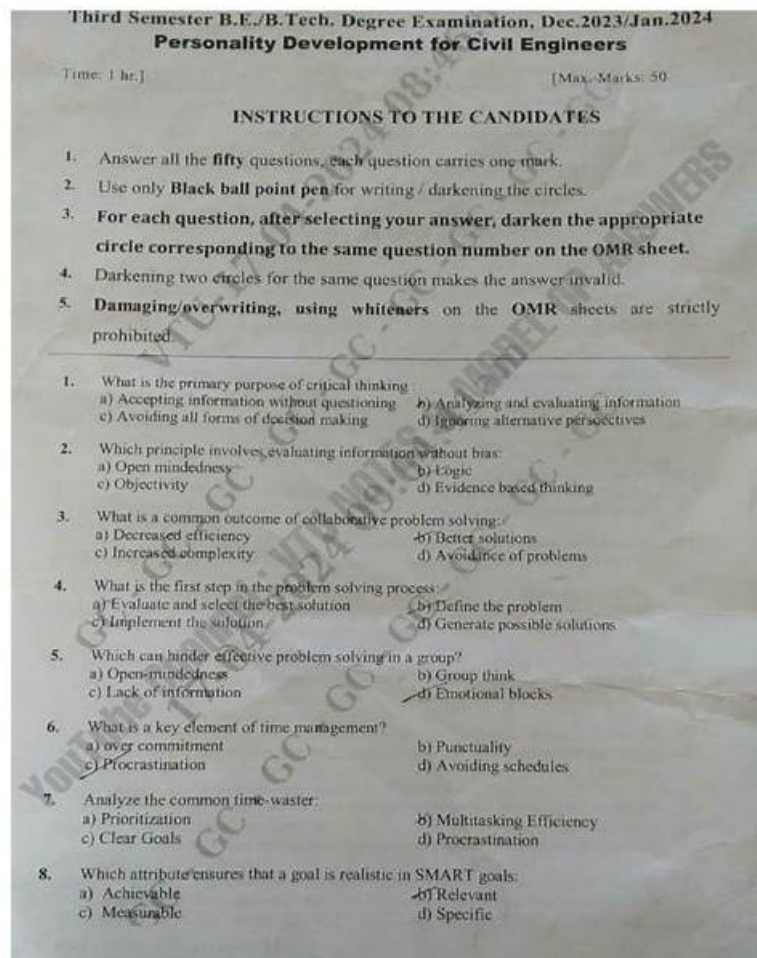 Third Semester B.E./B.Tech. Degree Examination, Dec.2023/Jan.2024
Personality Development for Civil Engineers
Time: 1 hr.] [Max. Marks: 50
INSTRUCTIONS TO THE CANDIDATES
1. Answer all the fifty questions, each question carries one mark.
2. Use only Black ball point pen for writing / darkening the circles.
3. For each question, after selecting your answer, darken the appropriate
circle corresponding to the same question number on the OMR sheet.
4. Darkening two circles for the same question makes the answer invalid.
5. Damaging/overwriting, using whiteners on the OMR sheets are strictly
prohibited.
1. What is the primary purpose of critical thinking :
a) Accepting information without questioning b) Analyzing and evaluating information
c) Avoiding all forms of decision making d) Ignoring alternative perspectives
2. Which principle involves evaluating information without bias:
a) Open mindedness b) Logic
c) Objectivity d) Evidence based thinking
3. What is a common outcome of collaborative problem solving:
a) Decreased efficiency b) Better solutions
c) Increased complexity d) Avoidance of problems
4. What is the first step in the problem solving process:
a) Evaluate and select the best solution b) Define the problem
c) Implement the solution d) Generate possible solutions
5. Which can hinder effective problem solving in a group?
a) Open-mindedness b) Group think
c) Lack of information d) Emotional blocks
6. What is a key element of time management?
a) over commitment b) Punctuality
c) Procrastination d) Avoiding schedules
7. Analyze the common time-waster:
a) Prioritization b) Multitasking Efficiency
c) Clear Goals d) Procrastination
8. Which attribute ensures that a goal is realistic in SMART goals:
a) Achievable b) Relevant
c) Measurable d) Specific